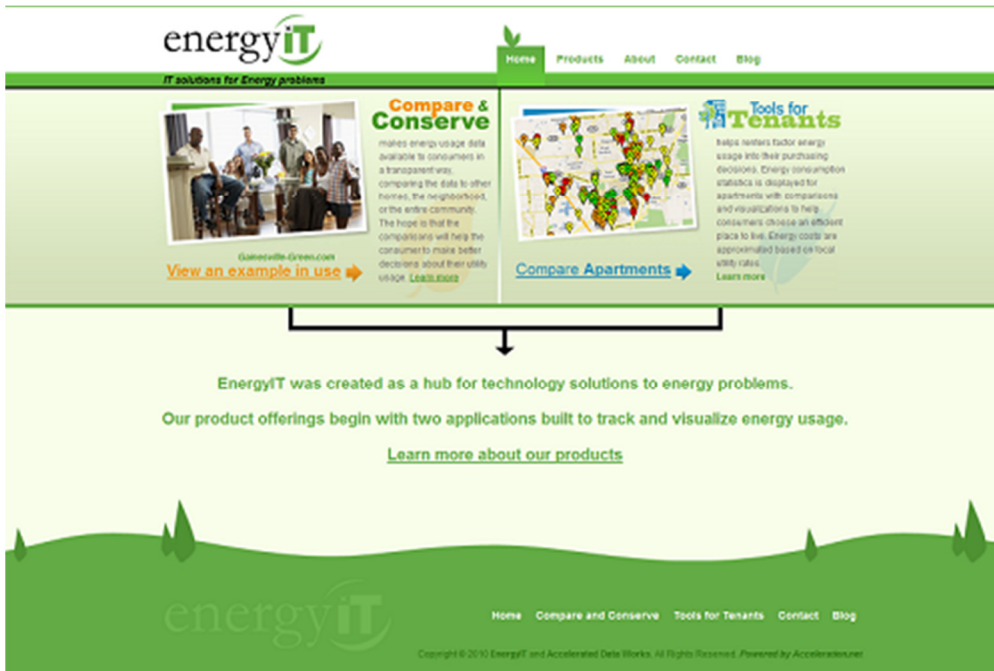 energyiT
IT solutions for Energy problems
Home Products About Contact Blog
Compare &
Conserve
makes energy usage data
available to consumers in
a transparent way,
comparing the data to other
homes, the neighborhood,
or the entire community.
The hope is that the
comparisons will help the
consumer to make better
decisions about their utility
usage. Learn more
Gainesville-Green.com
View an example in use
Tools for
Tenants
helps renters factor energy
usage into their purchasing
decisions. Energy consumption
statistics is displayed for
apartments with comparisons
and visualizations to help
consumers choose an efficient
place to live. Energy costs are
approximated based on local
utility rates.
Learn more
Compare Apartments
EnergyIT was created as a hub for technology solutions to energy problems.
Our product offerings begin with two applications built to track and visualize energy usage.
Learn more about our products
energyiT
Home Compare and Conserve Tools for Tenants Contact Blog
Copyright © 2010 EnergyIT and Accelerated Data Works. All Rights Reserved. Powered by Acceleration.net